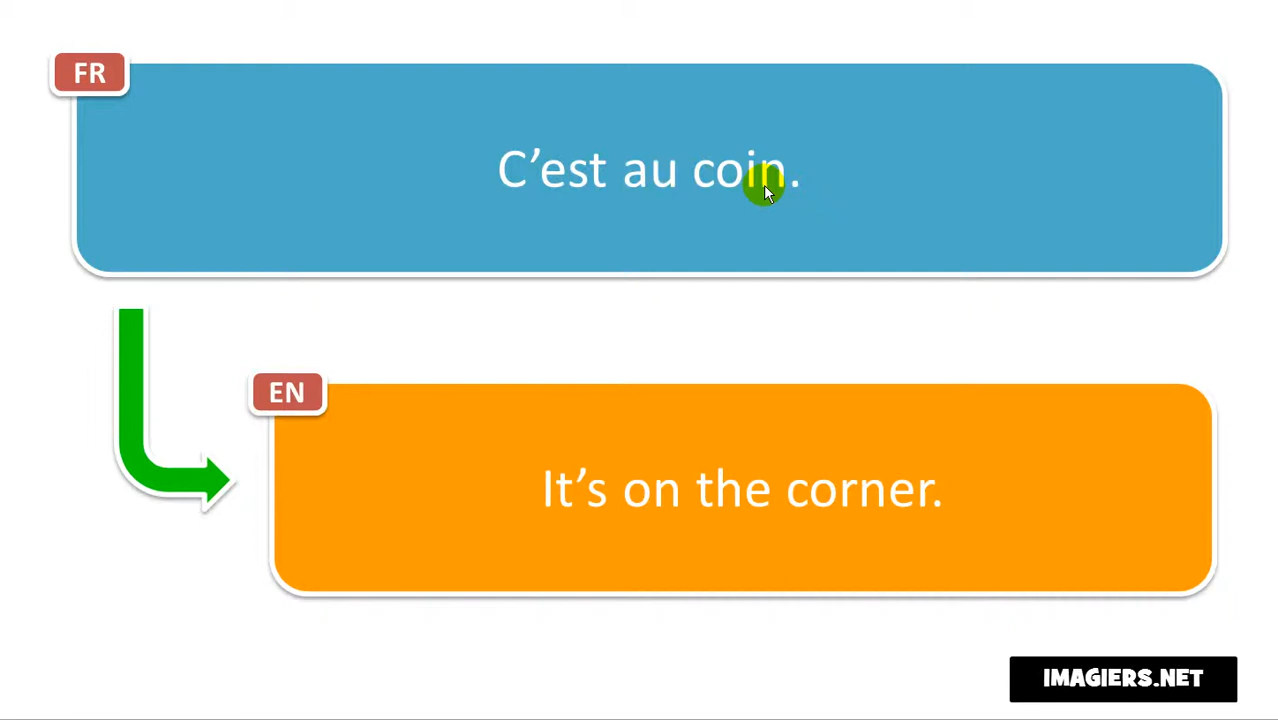 FR
C’est au coin.
EN
It’s on the corner.
IMAGIERS.NET